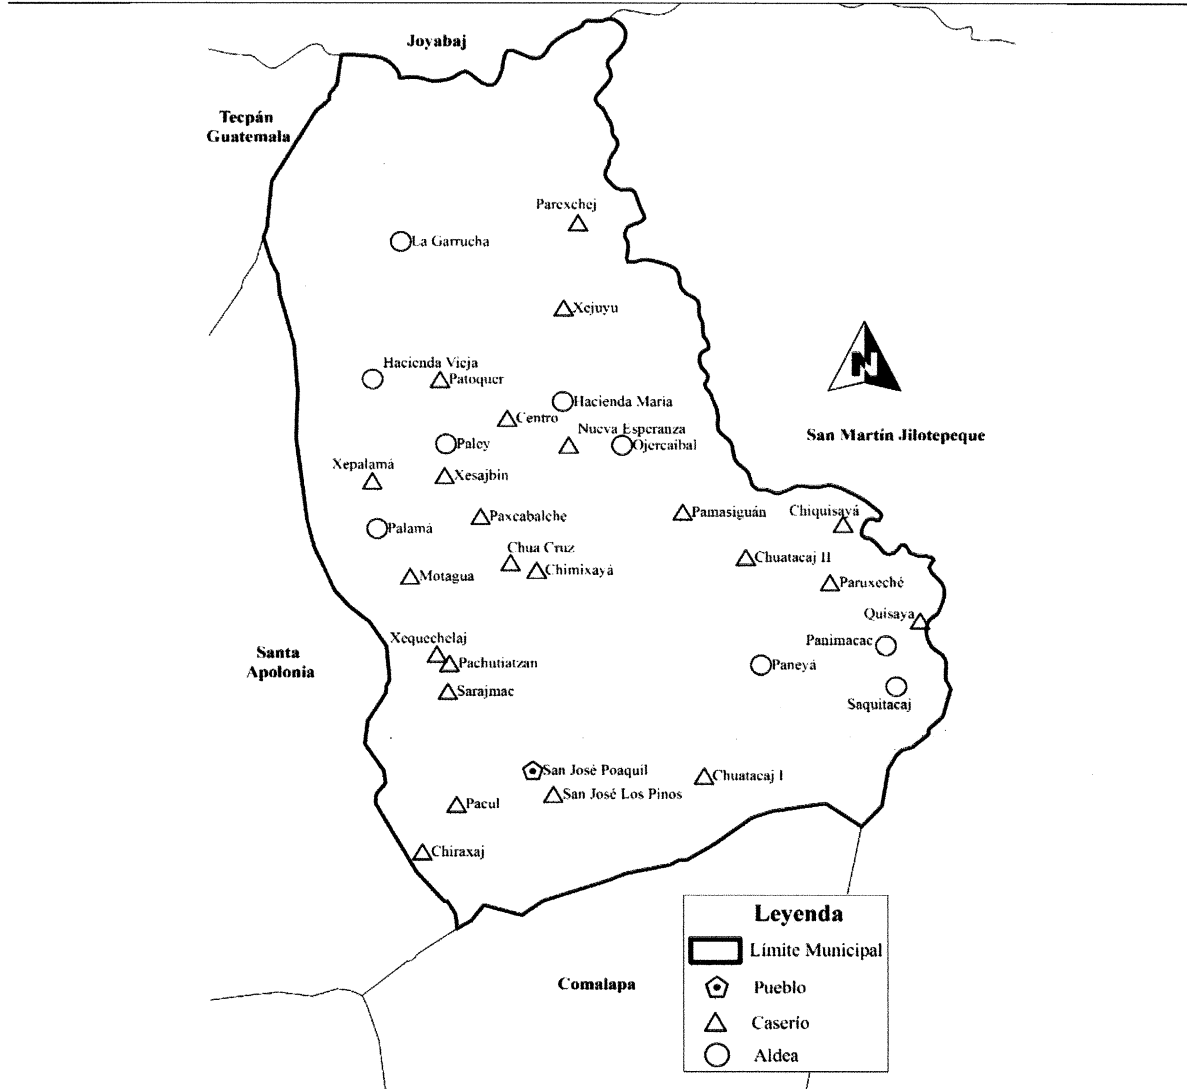 Joyabaj
Tecpán
Guatemala
Parexchej
La Garrucha
Xejuyu
Hacienda Vieja
Patoquer
Hacienda Maria
Centro
Nueva Esperanza
San Martín Jilotepeque
Paley
Ojercaibal
Xepalamá
Xesajbin
Paxcabalche
Pamasiguán
Chiquisayá
Palamá
Chua Cruz
Chuatacaj II
Chimixayá
Motagua
Paruxeché
Quisaya
Xequechelaj
Panimacac
Santa
Apolonia
Pachutiatzan
Paneyá
Sarajmac
Saquitacaj
San José Poaquil
Chuatacaj I
San José Los Pinos
Pacul
Chiraxaj
N
Comalapa
Leyenda
Límite Municipal
Pueblo
Caserío
Aldea